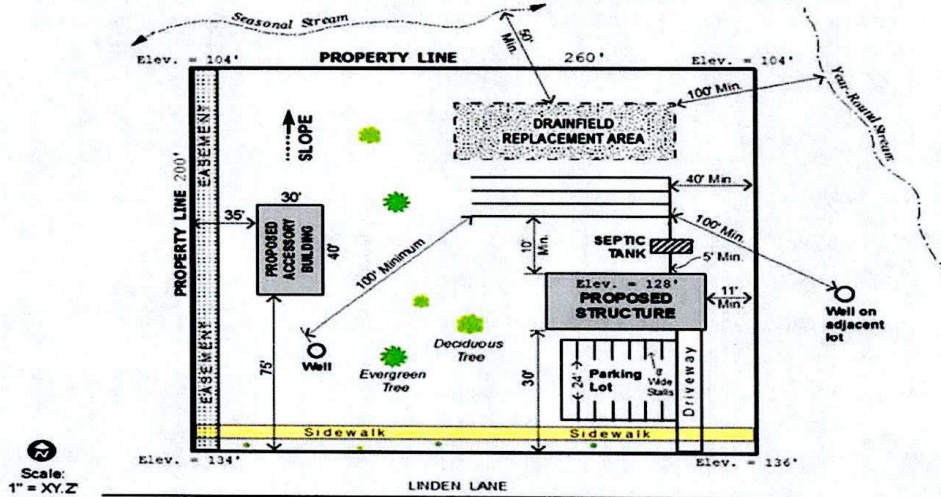 Seasonal Stream
50'
Min.
Elev. = 104'
PROPERTY LINE
260'
Elev. = 104'
Year-Round Stream
100' Min.
EASEMENT
SLOPE
DRAINFIELD
REPLACEMENT AREA
PROPERTY LINE 200'
35'
30'
PROPOSED
ACCESSORY
BUILDING
40'
100' Minimum
10'
Min.
40' Min
100' Min.
SEPTIC
TANK
5' Min.
Elev. = 128'
PROPOSED
STRUCTURE
11'
Min
Well on
adjacent
lot
75'
Well
Evergreen
Tree
Deciduous
Tree
30'
24'
Parking
Lot
8'
Wide
Stalls
Driveway
EASEMENT
Sidewalk
Sidewalk
Elev. = 134'
Elev. = 136'
Scale:
1" = XY.Z'
LINDEN LANE